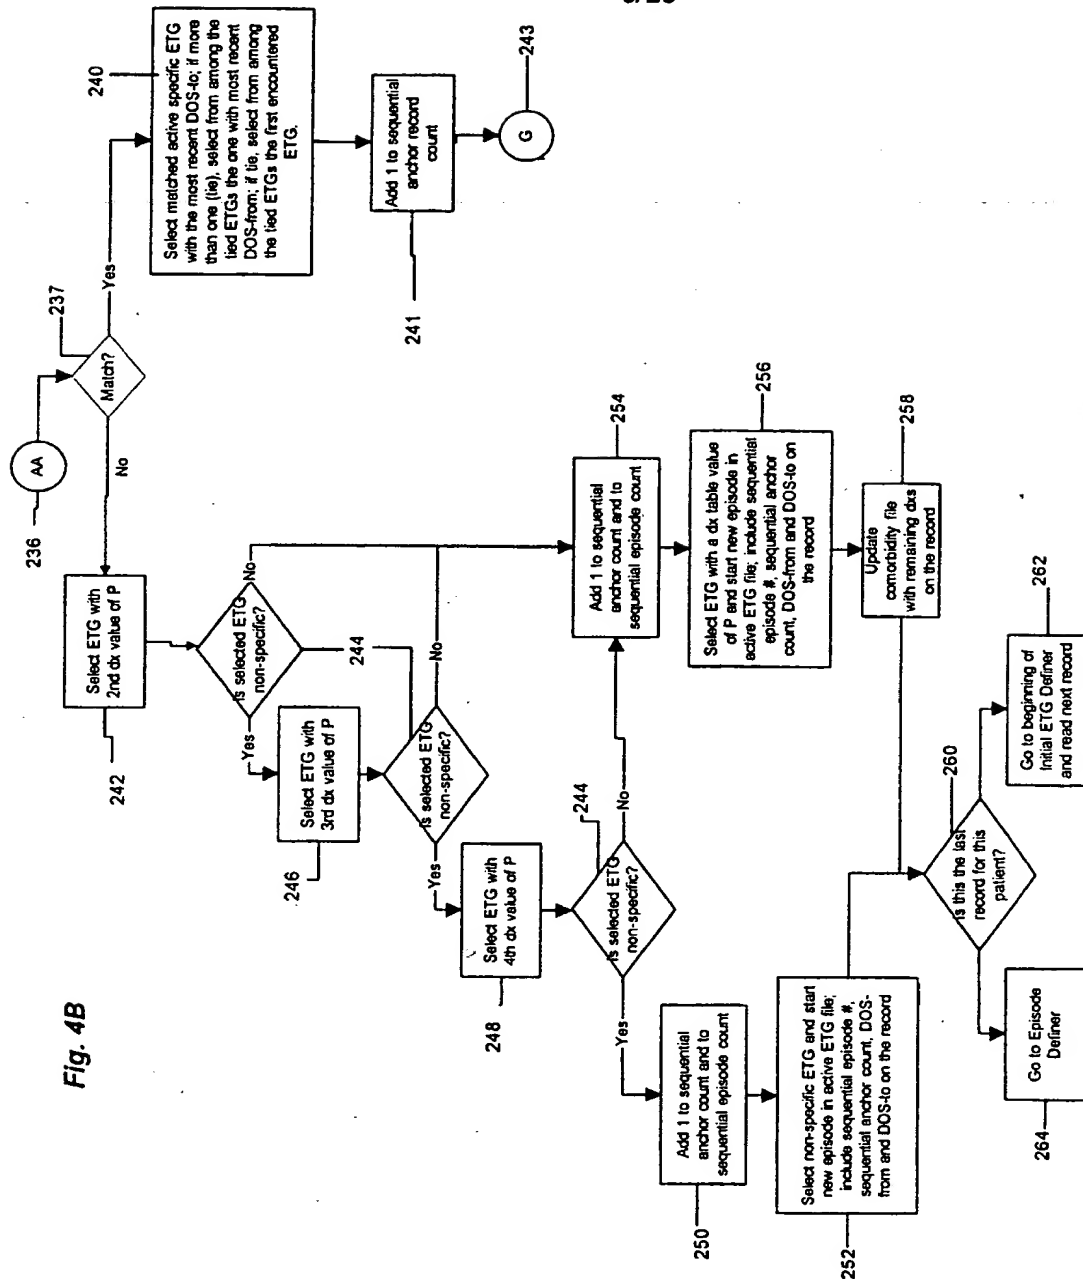 236
AA
237
Match?
Yes
No
240
Select matched active specific ETG
with the most recent DOS-to; if more
than one (tie), select from among the
tied ETGs the one with most recent
DOS-from; if tie, select from among
the tied ETGs the first encountered
ETG.
241
Add 1 to sequential
anchor record
count
G
243
242
Select ETG with
2nd dx value of P
Is selected ETG
non-specific?
No
Yes
244
246
Select ETG with
3rd dx value of P
Is selected ETG
non-specific?
No
Yes
248
Select ETG with
4th dx value of P
244
Is selected ETG
non-specific?
No
Yes
254
Add 1 to sequential
anchor count and to
sequential episode count
256
Select ETG with a dx table value
of P and start new episode in
active ETG file; include sequential
episode #, sequential anchor
count, DOS-from and DOS-to on
the record
258
Update
comorbidity file
with remaining dxs
on the record
250
Add 1 to sequential
anchor count and to
sequential episode count
252
Select non-specific ETG and start
new episode in active ETG file;
include sequential episode #,
sequential anchor count, DOS-
from and DOS-to on the record
260
Is this the last
record for this
patient?
262
Go to beginning of
Initial ETG Definer
and read next record
264
Go to Episode
Definer
Fig. 4B